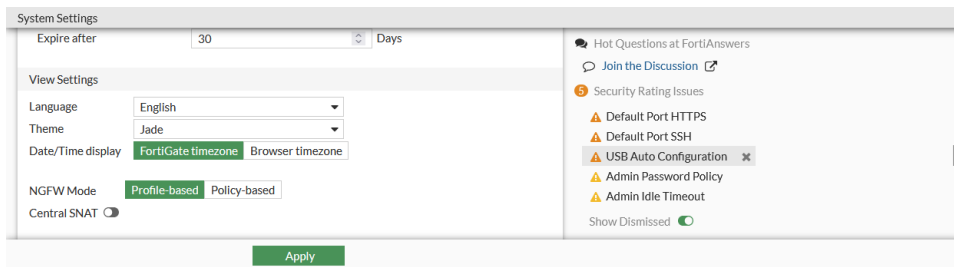 System Settings
Expire after 30 Days
View Settings
Language English
Theme Jade
Date/Time display FortiGate timezone Browser timezone
NGFW Mode Profile-based Policy-based
Central SNAT
Apply
Hot Questions at FortiAnswers
Join the Discussion
5 Security Rating Issues
Default Port HTTPS
Default Port SSH
USB Auto Configuration
Admin Password Policy
Admin Idle Timeout
Show Dismissed